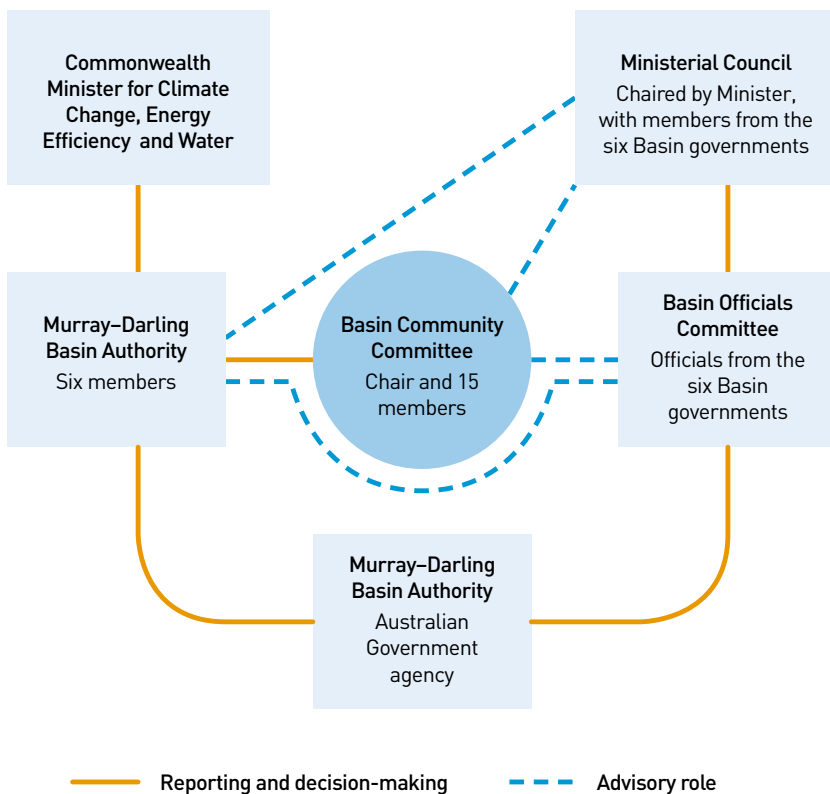 Commonwealth
Minister for Climate
Change, Energy
Efficiency and Water
Ministerial Council
Chaired by Minister,
with members from the
six Basin governments
Murray–Darling
Basin Authority
Six members
Basin Community
Committee
Chair and 15
members
Basin Officials
Committee
Officials from the
six Basin
governments
Murray–Darling
Basin Authority
Australian
Government
agency
Reporting and decision-making
Advisory role